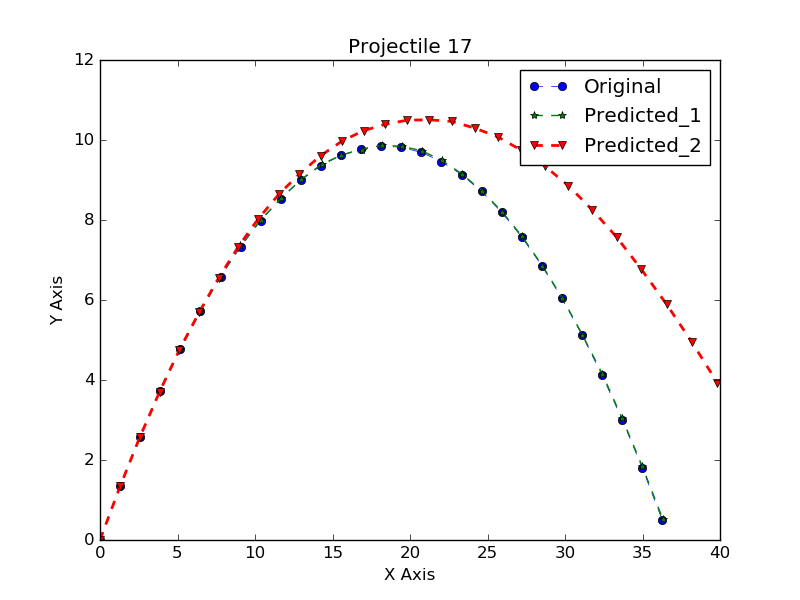 Projectile 17
Original
Predicted_1
Predicted_2
Y Axis
12
10
8
6
4
2
0
0 5 10 15 20 25 30 35 40
X Axis